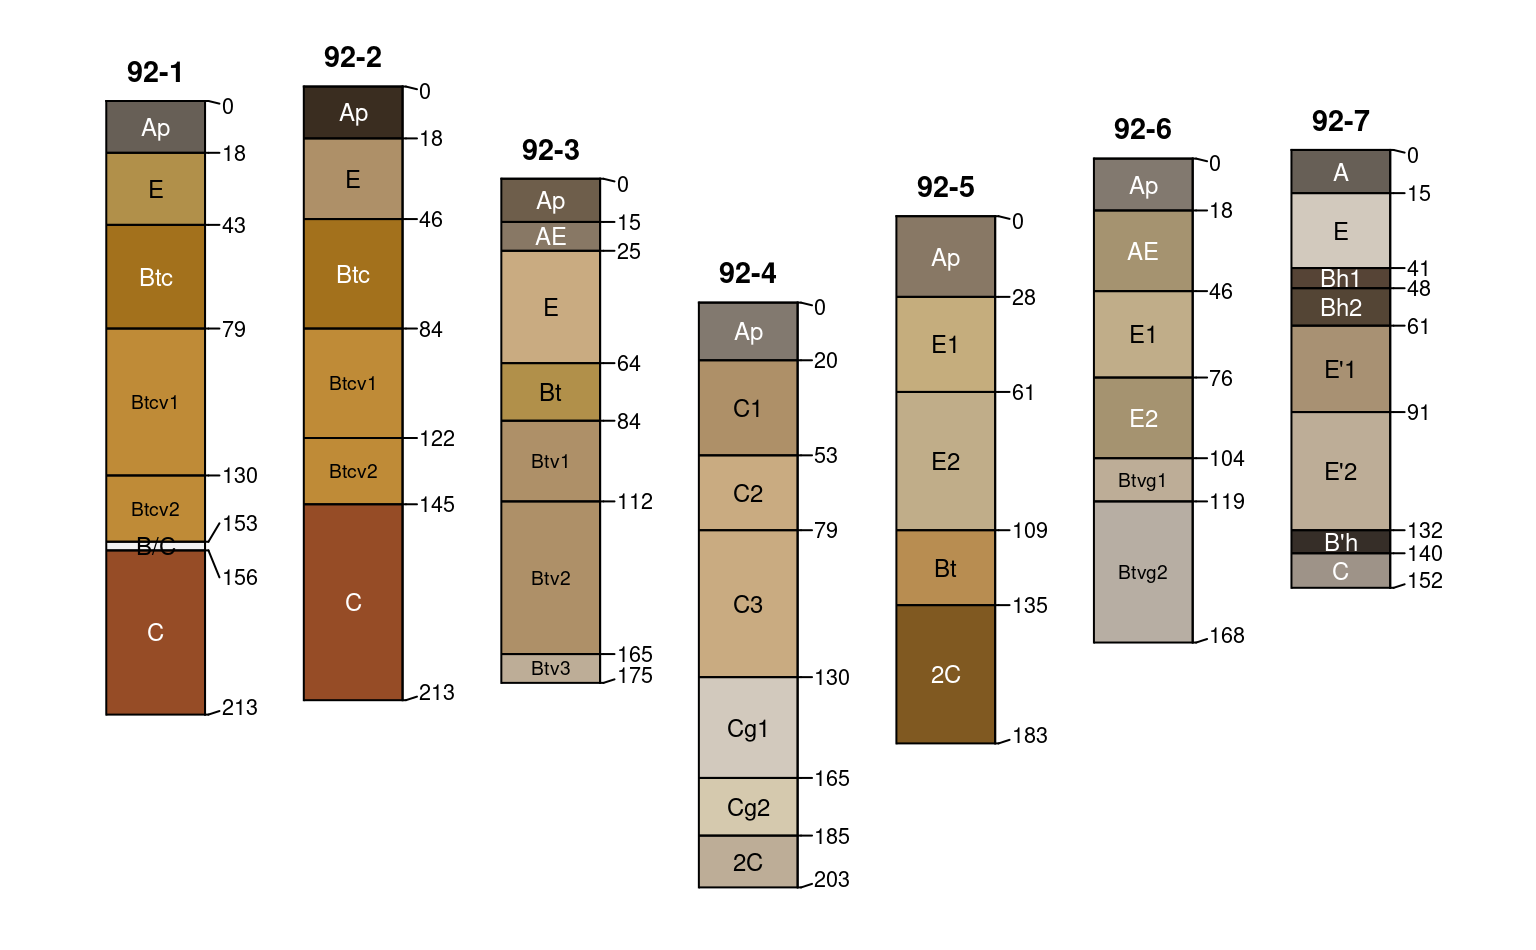 92-1
0
Ap
18
E
43
Btc
79
Btcv1
130
Btcv2
153
B/C
156
C
213
92-2
0
Ap
18
E
46
Btc
84
Btcv1
122
Btcv2
145
C
213
92-3
0
Ap
15
AE
25
E
64
Bt
84
Btv1
112
Btv2
165
Btv3
175
92-4
0
Ap
20
C1
53
C2
79
C3
130
Cg1
165
Cg2
185
2C
203
92-5
0
Ap
28
E1
61
E2
109
Bt
135
2C
183
92-6
0
Ap
18
AE
46
E1
76
E2
104
Btvg1
119
Btvg2
168
92-7
0
A
15
E
41
Bh1
48
Bh2
61
E'1
91
E'2
132
B'h
140
C
152